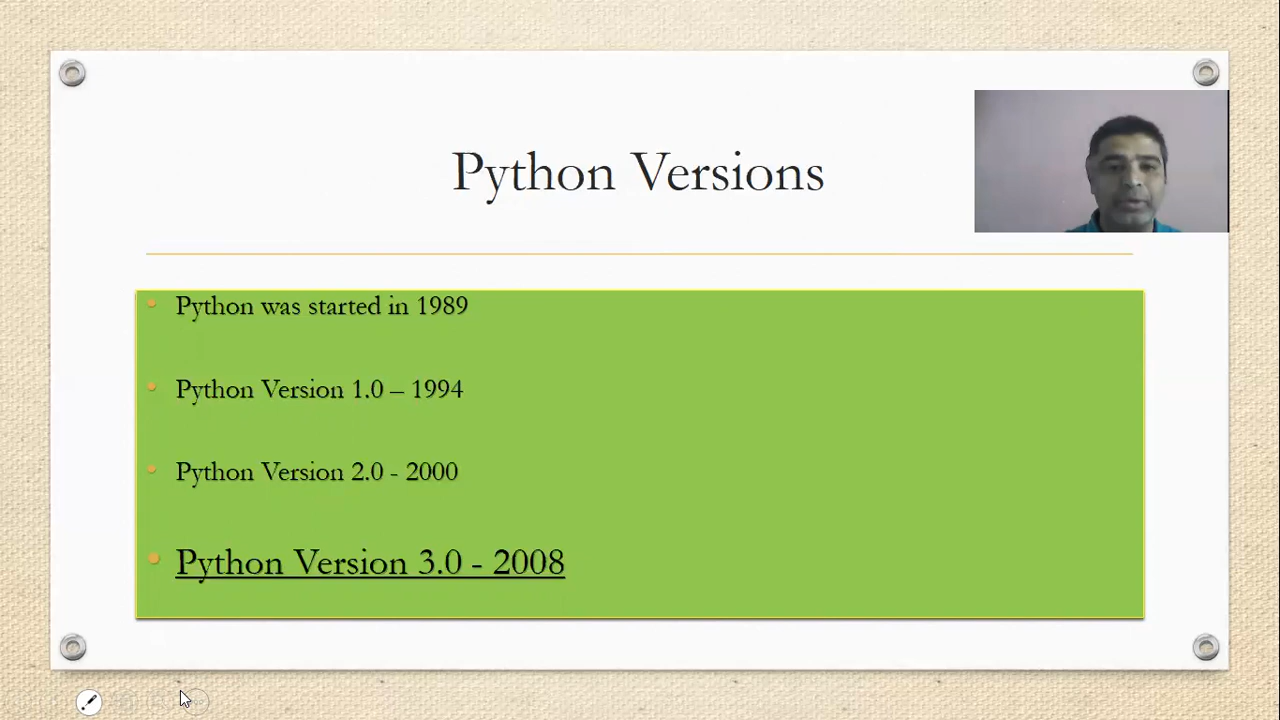 Python Versions
Python was started in 1989
Python Version 1.0 – 1994
Python Version 2.0 - 2000
Python Version 3.0 - 2008